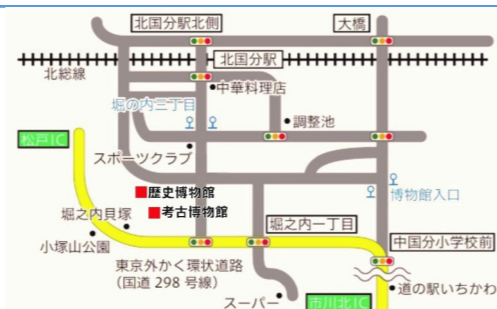 北国分駅北側
大橋
北国分駅
北総線
中華料理店
堀の内三丁目
調整池
松戸IC
スポーツクラブ
歴史博物館
博物館入口
考古博物館
堀之内貝塚
堀之内一丁目
小塚山公園
中国分小学校前
東京外かく環状道路
（国道 298 号線）
道の駅いちかわ
スーパー
市川北IC